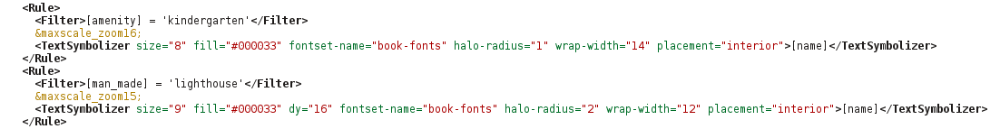 <Rule>
<Filter>[amenity] = 'kindergarten'</Filter>
&maxscale_zoom16;
<TextSymbolizer size="8" fill="#000033" fontset-name="book-fonts" halo-radius="1" wrap-width="14" placement="interior">[name]</TextSymbolizer>
</Rule>
<Rule>
<Filter>[man_made] = 'lighthouse'</Filter>
&maxscale_zoom15;
<TextSymbolizer size="9" fill="#000033" dy="16" fontset-name="book-fonts" halo-radius="2" wrap-width="12" placement="interior">[name]</TextSymbolizer>
</Rule>